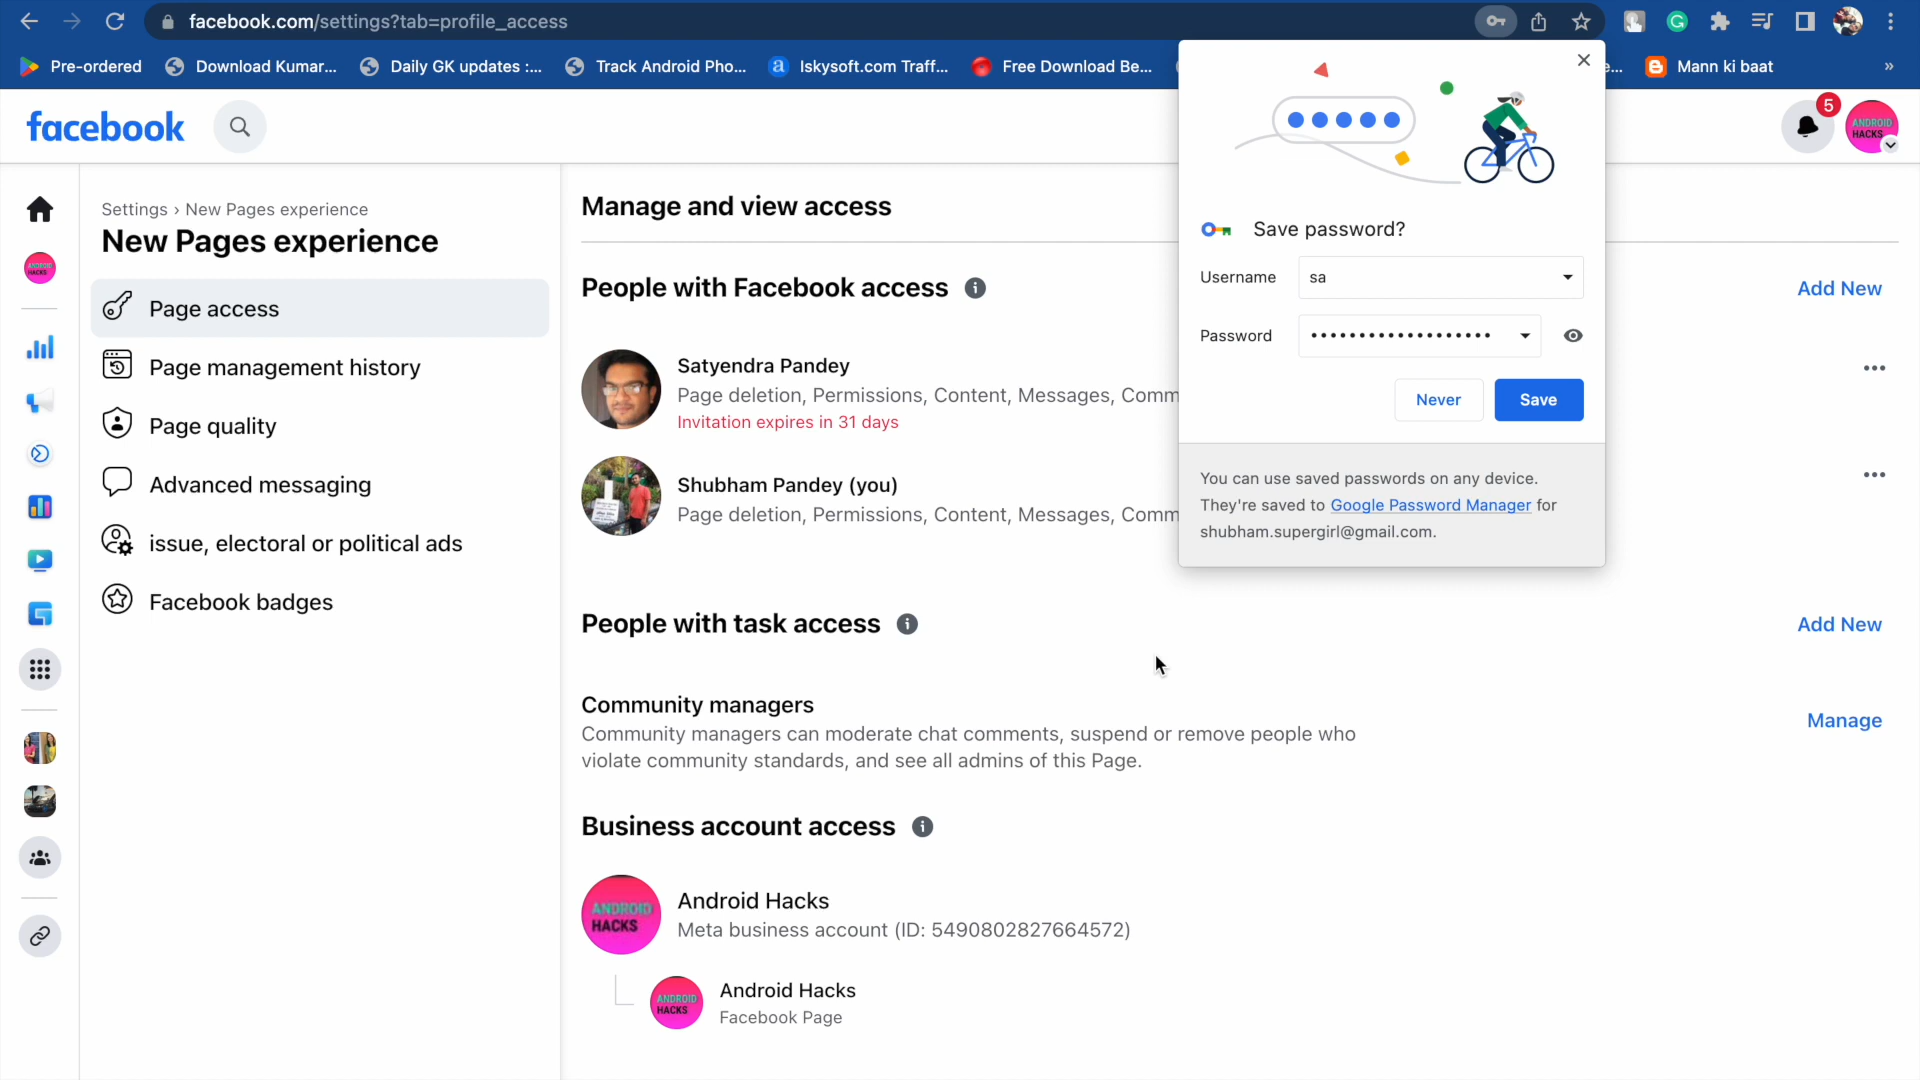 facebook.com/settings?tab=profile_access
Pre-ordered
Download Kumar...
Daily GK updates :...
Track Android Pho...
Iskysoft.com Traff...
Free Download Be...
e...
Mann ki baat
»
facebook
5
ANDROID
HACKS
Settings › New Pages experience
New Pages experience
Page access
Page management history
Page quality
Advanced messaging
issue, electoral or political ads
Facebook badges
Manage and view access
People with Facebook access
Add New
Satyendra Pandey
Page deletion, Permissions, Content, Messages, Comm
Invitation expires in 31 days
Shubham Pandey (you)
Page deletion, Permissions, Content, Messages, Comm
People with task access
Add New
Community managers
Manage
Community managers can moderate chat comments, suspend or remove people who
violate community standards, and see all admins of this Page.
Business account access
ANDROID
HACKS
Android Hacks
Meta business account (ID: 5490802827664572)
ANDROID
HACKS
Android Hacks
Facebook Page
Save password?
Username
sa
Password
•••••••••••••••••••
Never
Save
You can use saved passwords on any device.
They're saved to Google Password Manager for
shubham.supergirl@gmail.com.